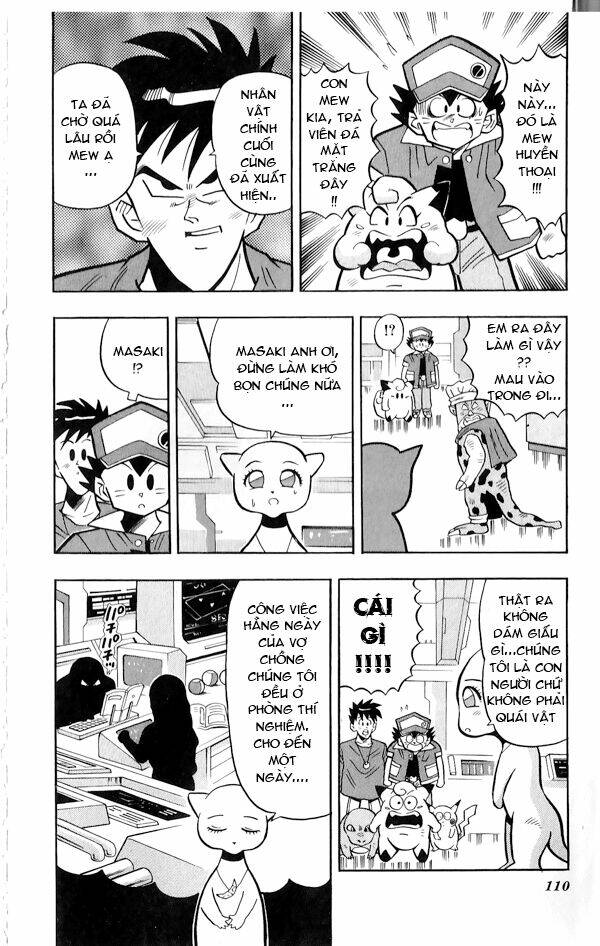 NÀY
NÀY...
ĐÓ LÀ
MEW
HUYỀN
THOẠI
!!!
CON
MEW
KIA, TRẢ
VIÊN ĐÁ
MẶT
TRĂNG
ĐÂY
!!
NHÂN
VẬT
CHÍNH
CUỐI
CÙNG
ĐÃ XUẤT
HIỆN..
TA ĐÃ
CHỜ QUÁ
LÂU RỒI
MEW Ạ
...
EM RA ĐÂY
LÀM GÌ VẬY
??
MAU VÀO
TRONG ĐI...
!?
MASAKI ANH ƠI,
ĐỪNG LÀM KHÓ
BỌN CHÚNG NỮA
...
MASAKI
!?
THẬT RA
KHÔNG
DÁM GIẤU
GÌ...CHÚNG
TÔI LÀ CON
NGƯỜI CHỨ
KHÔNG PHẢI
QUÁI VẬT
CÁI
GÌ
!!!!
CÔNG VIỆC
HẰNG NGÀY
CỦA VỢ
CHỒNG
CHÚNG TÔI
ĐỀU Ở
PHÒNG THÍ
NGHIỆM.
CHO ĐẾN
MỘT
NGÀY....
110